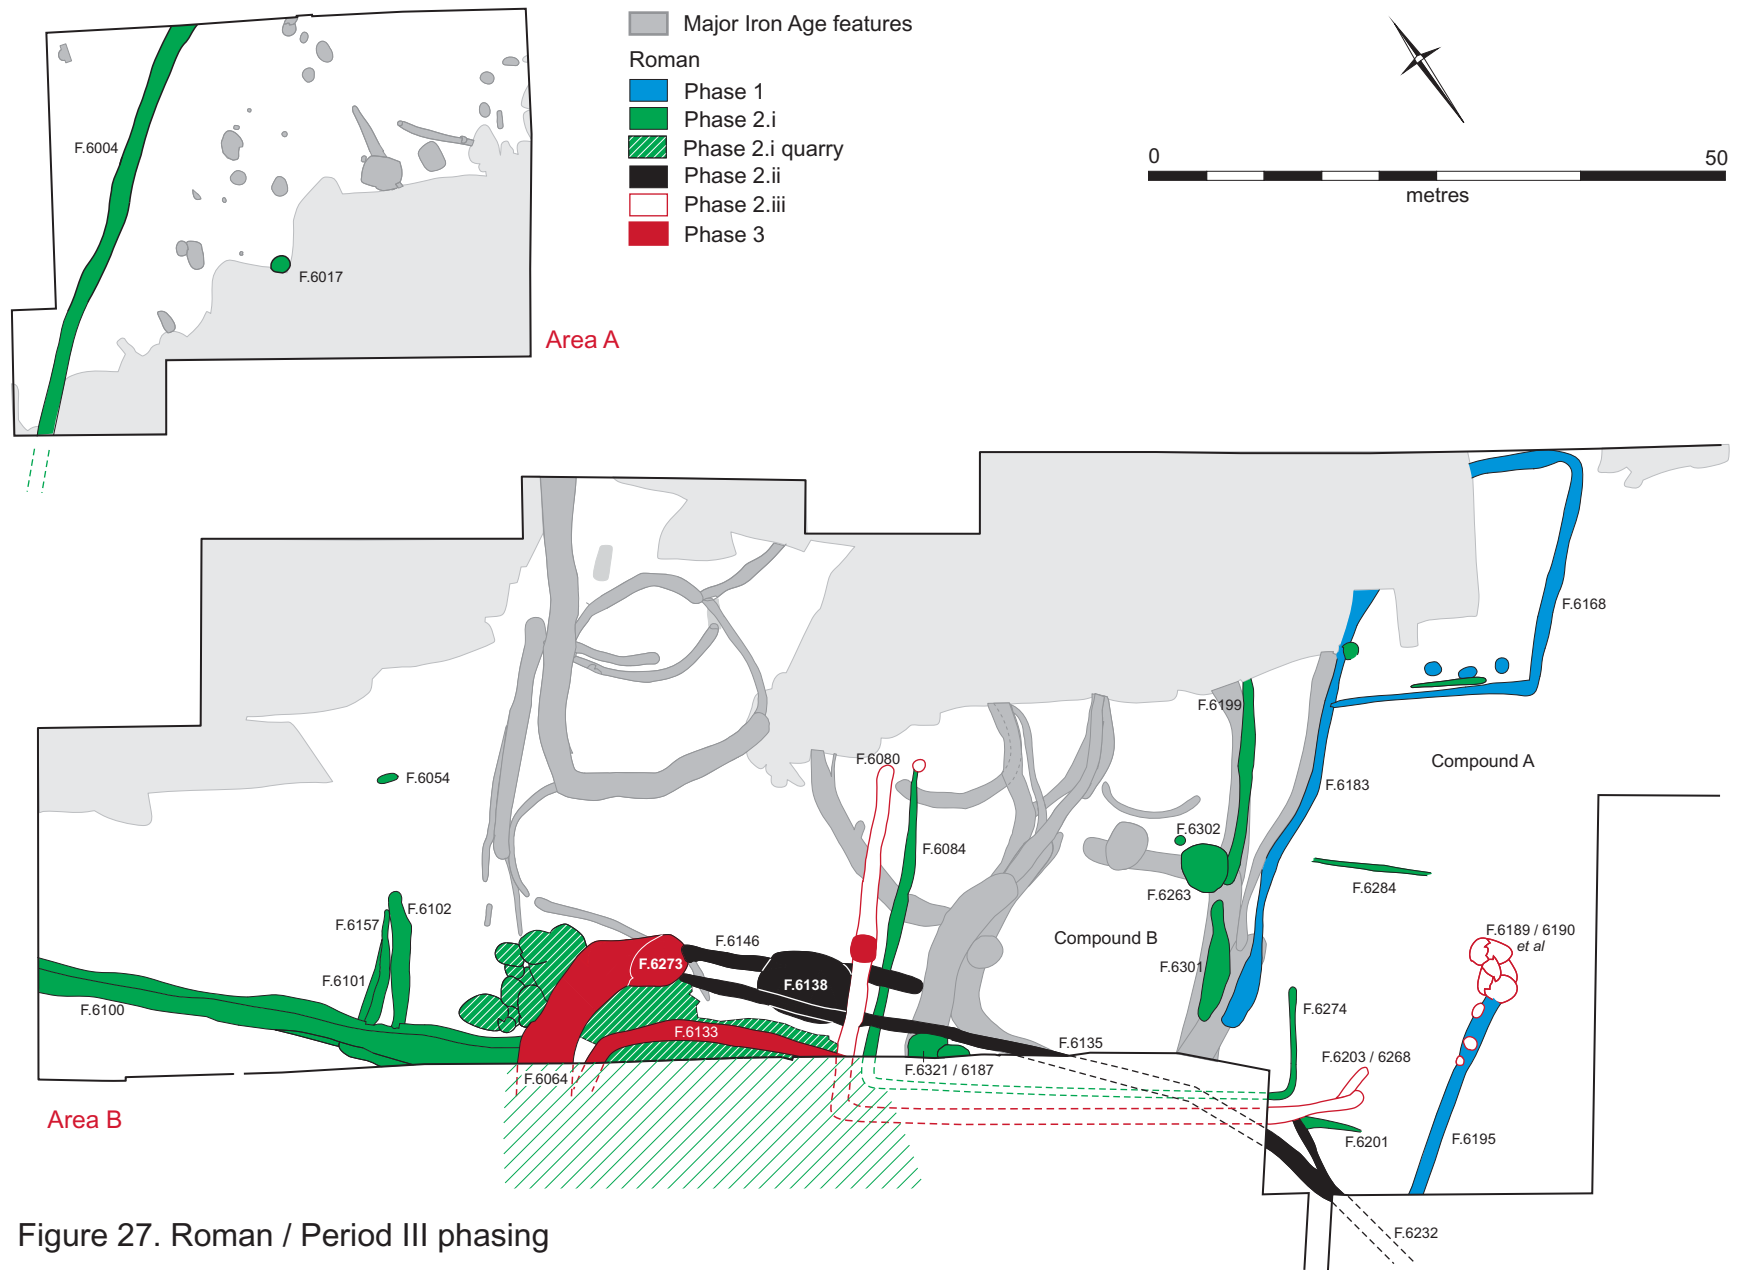 Major Iron Age features
Roman
Phase 1
Phase 2.i
Phase 2.i quarry
Phase 2.ii
Phase 2.iii
Phase 3
0
50
metres
F.6004
F.6017
Area A
F.6168
F.6199
F.6080
Compound A
F.6054
F.6183
F.6302
F.6084
F.6284
F.6263
F.6102
F.6157
F.6189 / 6190
et al
F.6146
Compound B
F.6273
F.6301
F.6101
F.6138
F.6100
F.6274
F.6133
F.6135
F.6203 / 6268
F.6321 / 6187
F.6064
Area B
F.6201
F.6195
F.6232
Figure 27. Roman / Period III phasing